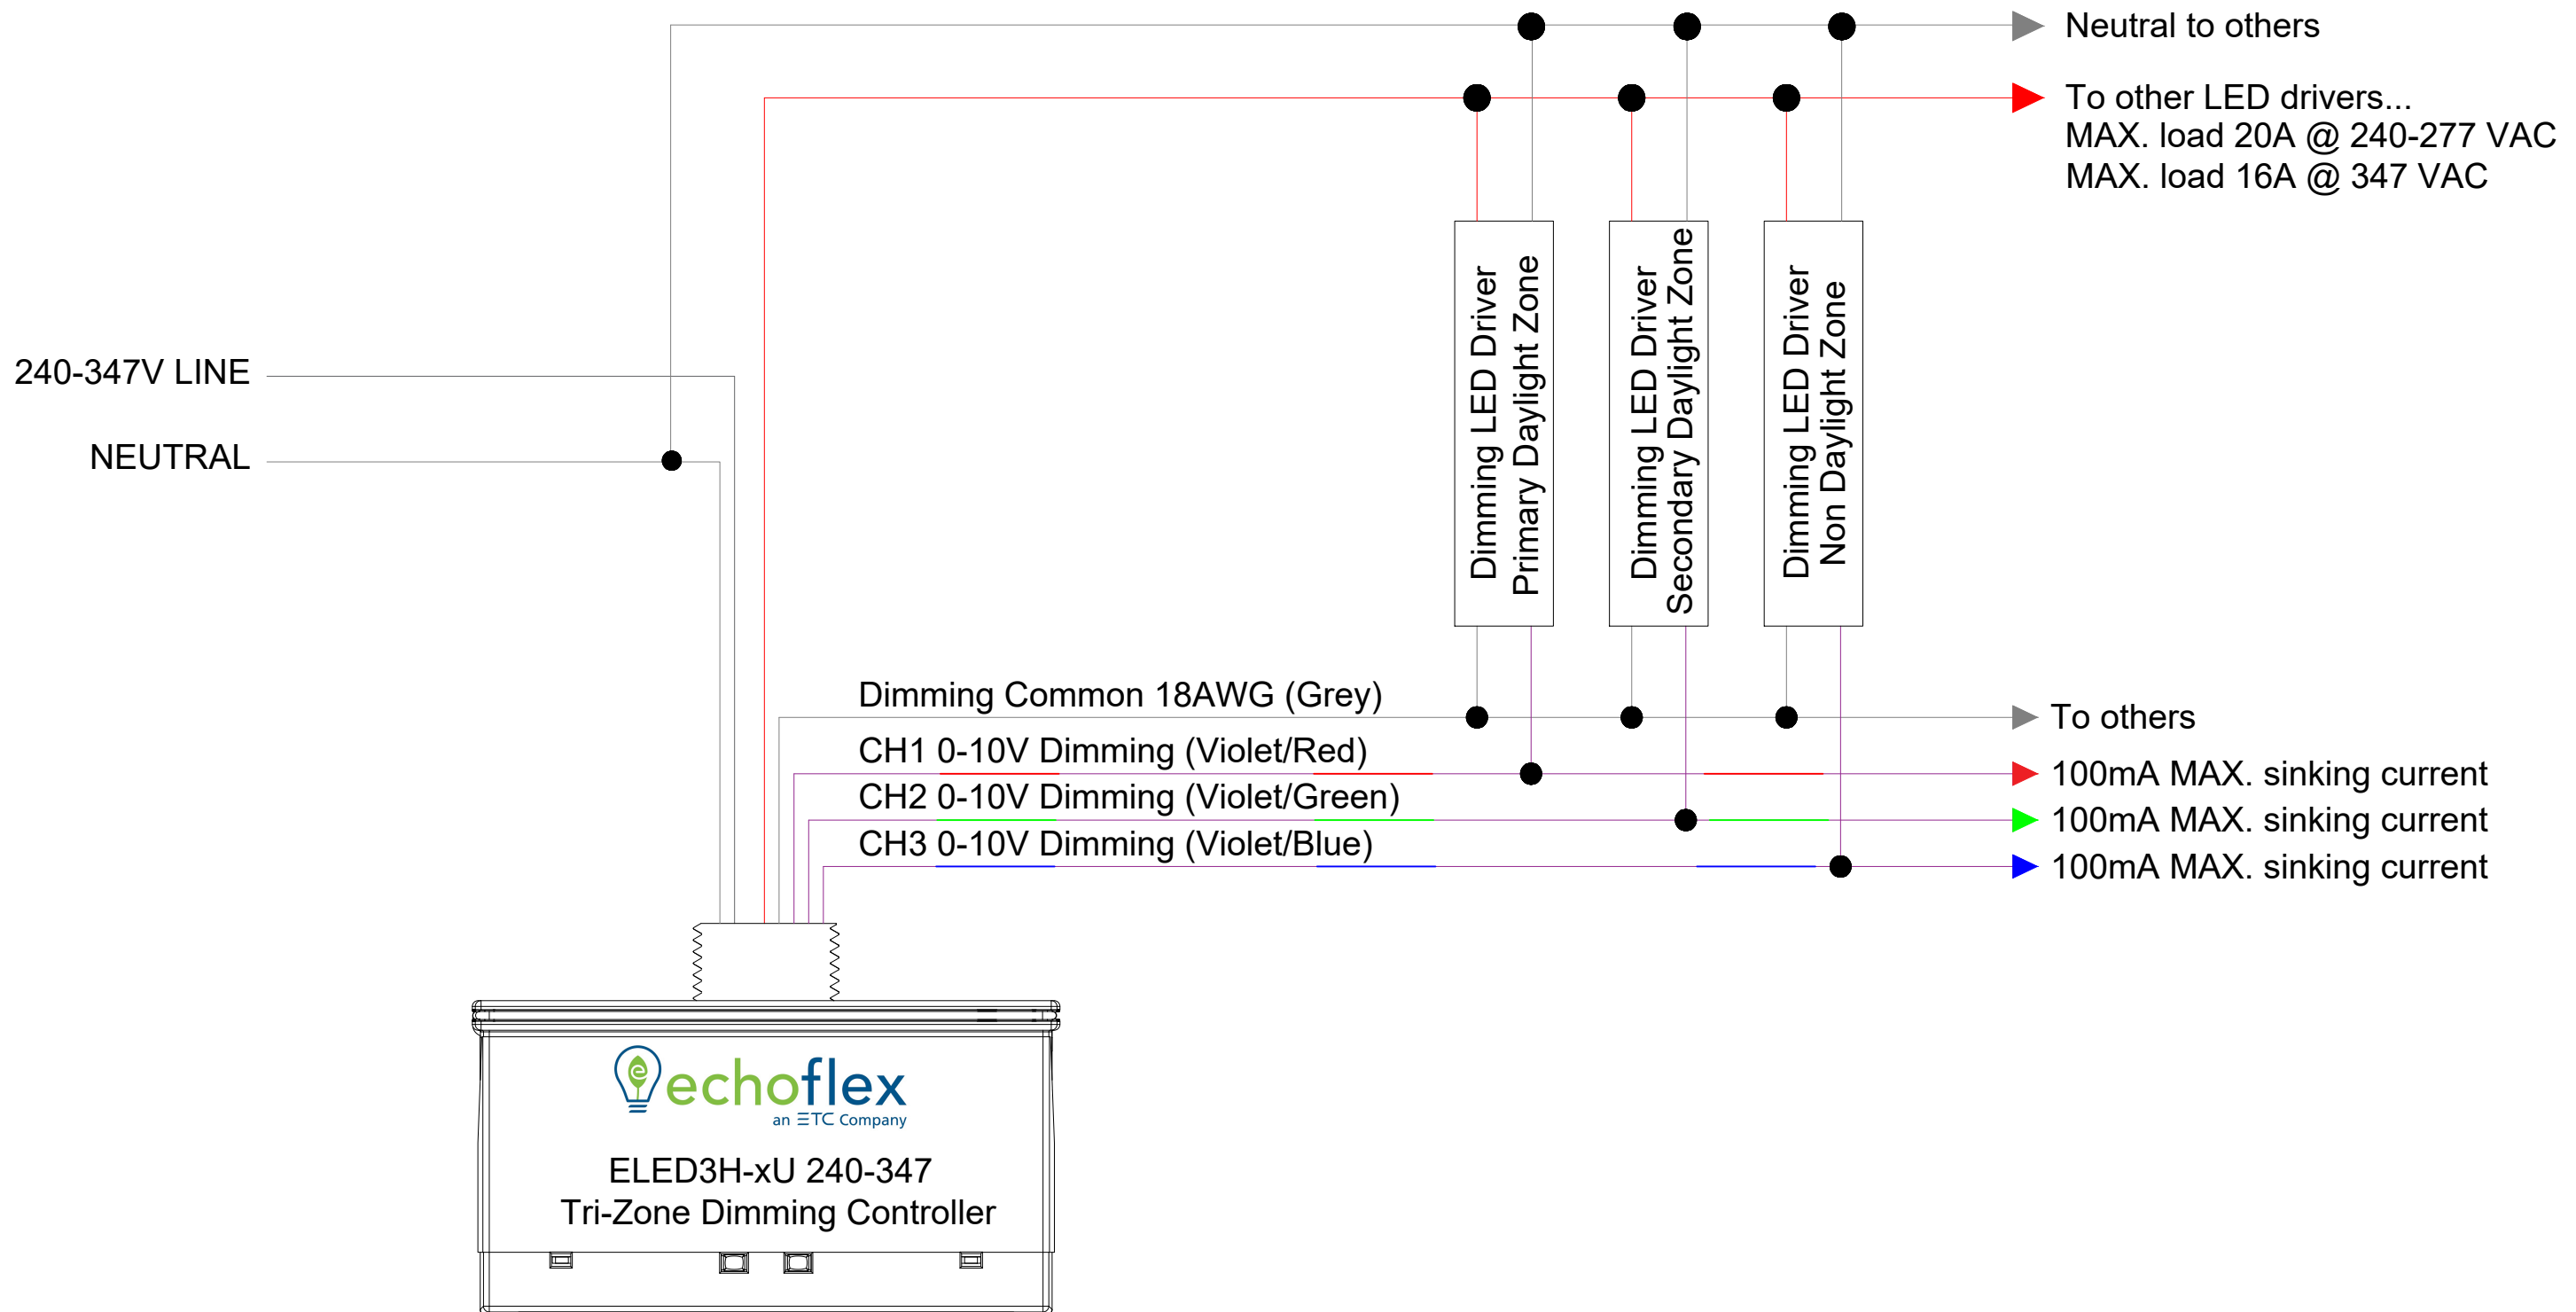 Neutral to others
To other LED drivers...
MAX. load 20A @ 240-277 VAC
MAX. load 16A @ 347 VAC
240-347V LINE
NEUTRAL
Dimming LED Driver
Primary Daylight Zone
Dimming LED Driver
Secondary Daylight Zone
Dimming LED Driver
Non Daylight Zone
Dimming Common 18AWG (Grey)
To others
CH1 0-10V Dimming (Violet/Red)
100mA MAX. sinking current
CH2 0-10V Dimming (Violet/Green)
100mA MAX. sinking current
CH3 0-10V Dimming (Violet/Blue)
100mA MAX. sinking current
e echoflex
an ETC Company
ELED3H-xU 240-347
Tri-Zone Dimming Controller